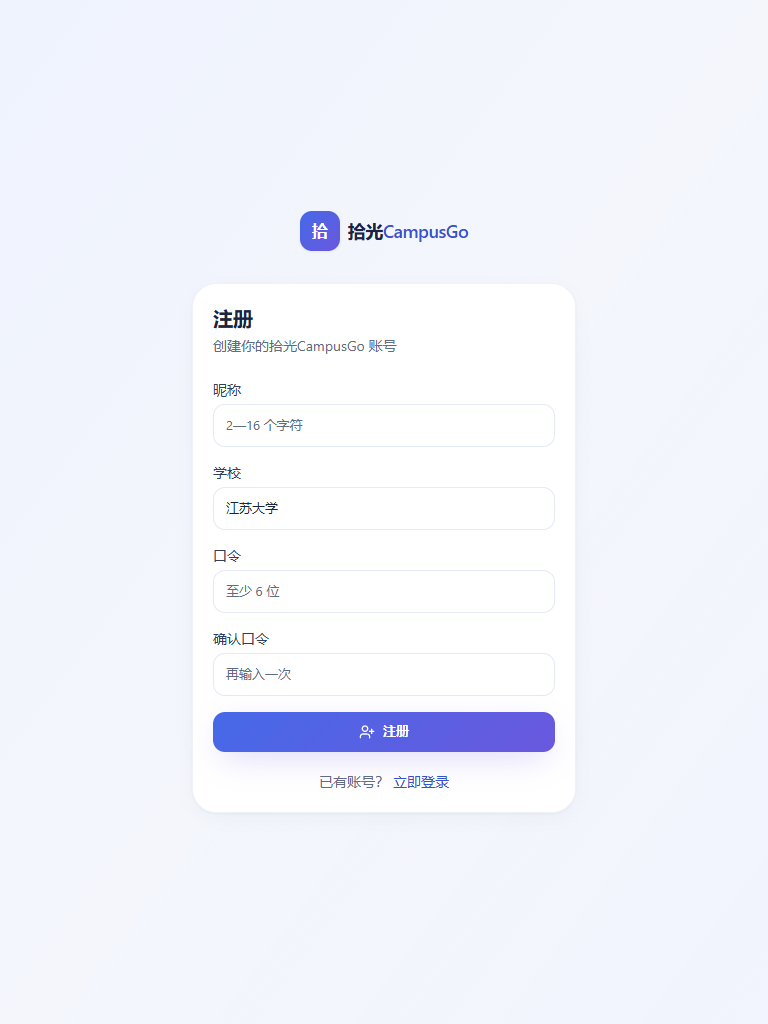 拾 拾光CampusGo
注册
创建你的拾光CampusGo 账号
昵称
2—16 个字符
学校
江苏大学
口令
至少 6 位
确认口令
再输入一次
注册
已有账号? 立即登录